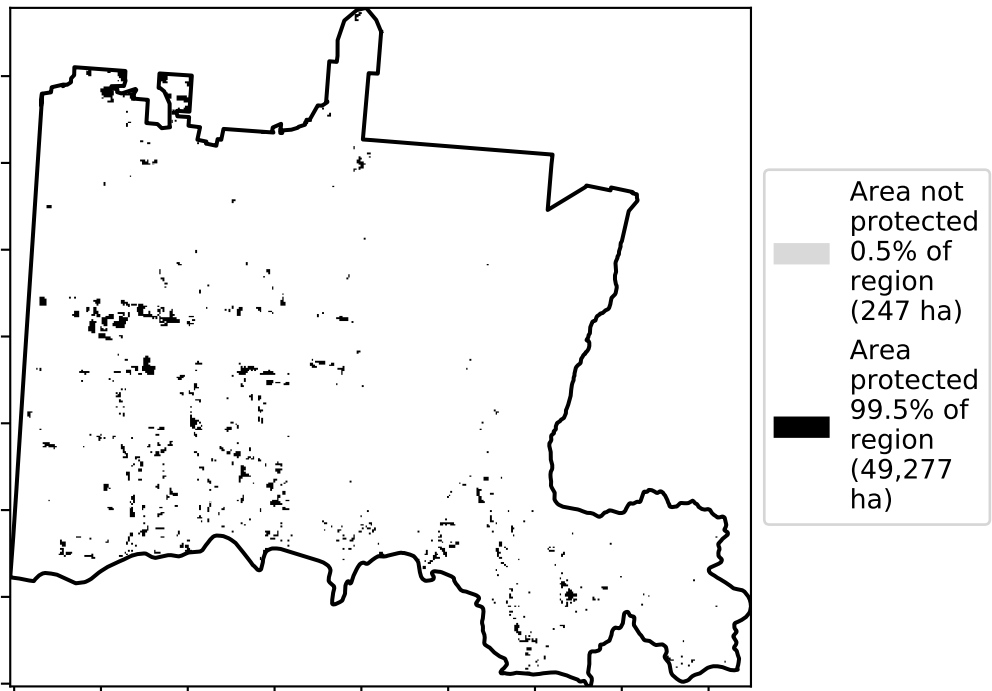 Area not
protected
0.5% of
region
(247 ha)
Area
protected
99.5% of
region
(49,277
ha)